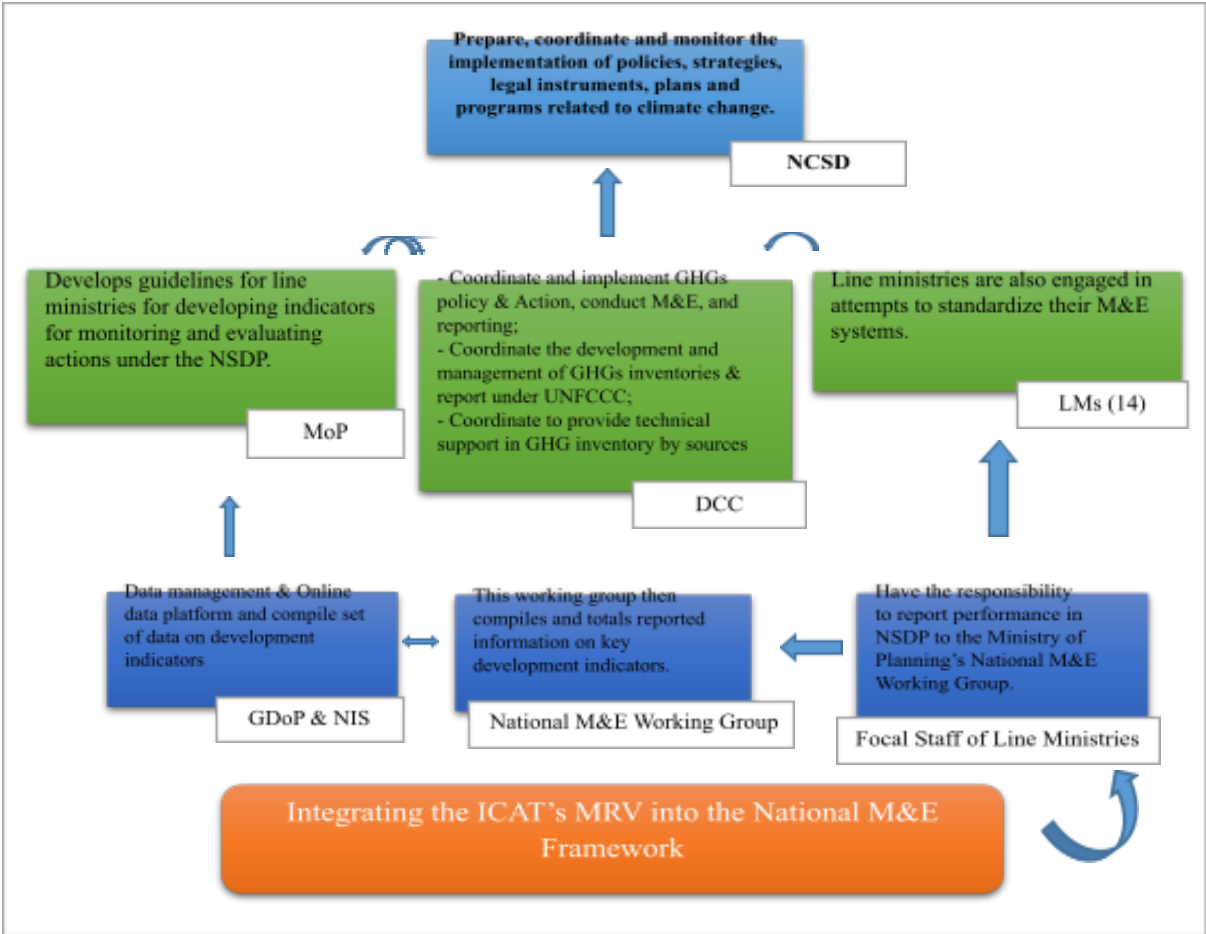 Prepare, coordinate and monitor the
implementation of policies, strategies,
legal instruments, plans and
programs related to climate change.
NCSD
Develops guidelines for line
ministries for developing indicators
for monitoring and evaluating
actions under the NSDP.
MoP
- Coordinate and implement GHGs
policy & Action, conduct M&E, and
reporting;
- Coordinate the development and
management of GHGs inventories &
report under UNFCCC;
- Coordinate to provide technical
support in GHG inventory by sources
DCC
Line ministries are also engaged in
attempts to standardize their M&E
systems.
LMs (14)
Data management & Online
data platform and compile set
of data on development
indicators
GDoP & NIS
This working group then
compiles and totals reported
information on key
development indicators.
National M&E Working Group
Have the responsibility
to report performance in
NSDP to the Ministry of
Planning's National M&E
Working Group.
Focal Staff of Line Ministries
Integrating the ICAT's MRV into the National M&E
Framework